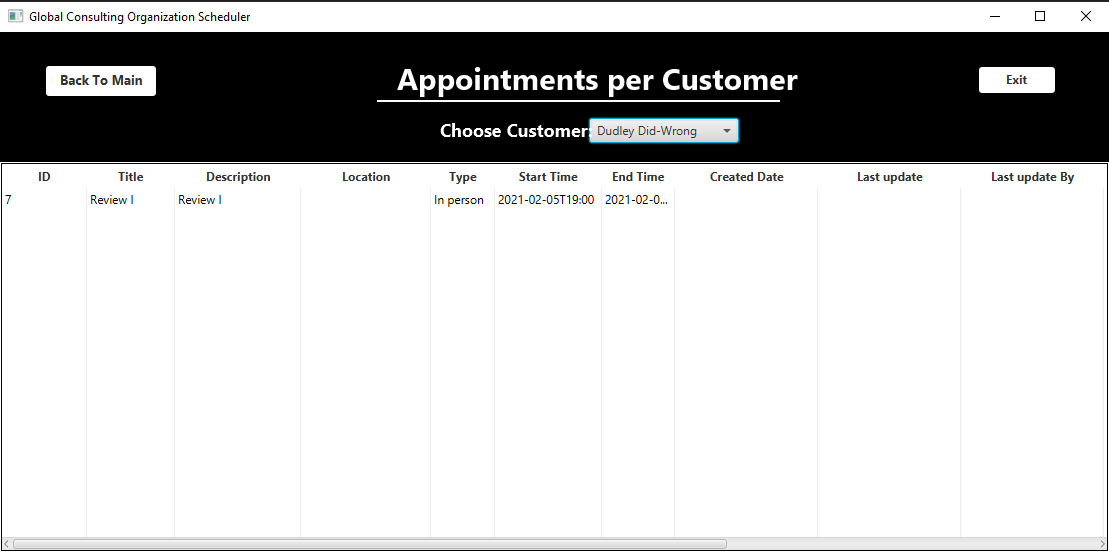 Global Consulting Organization Scheduler
Back To Main
Appointments per Customer
Exit
Choose Customer: Dudley Did-Wrong
ID Title Description Location Type Start Time End Time Created Date Last update Last update By
7 Review I Review I In person 2021-02-05T19:00 2021-02-0...